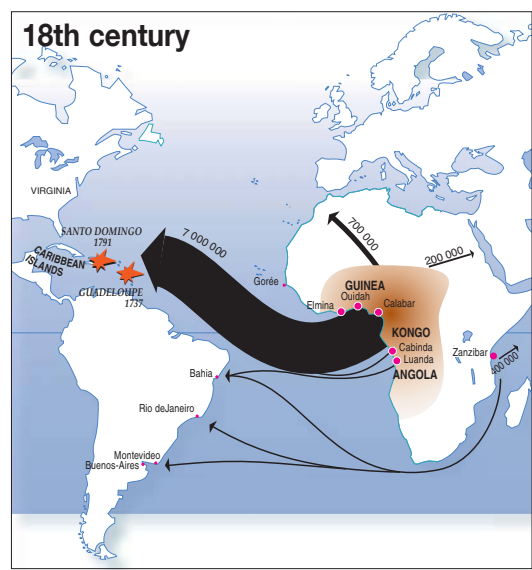 18th century
VIRGINIA
SANTO DOMINGO
1791
CARIBBEAN
ISLANDS
GUADELOUPE
1737
7 000 000
700 000
200 000
Gorée
GUINEA
Ouidah
Elmina
Calabar
KONGO
Cabinda
Luanda
ANGOLA
Zanzibar
400 000
Bahia
Rio deJaneiro
Montevideo
Buenos-Aires